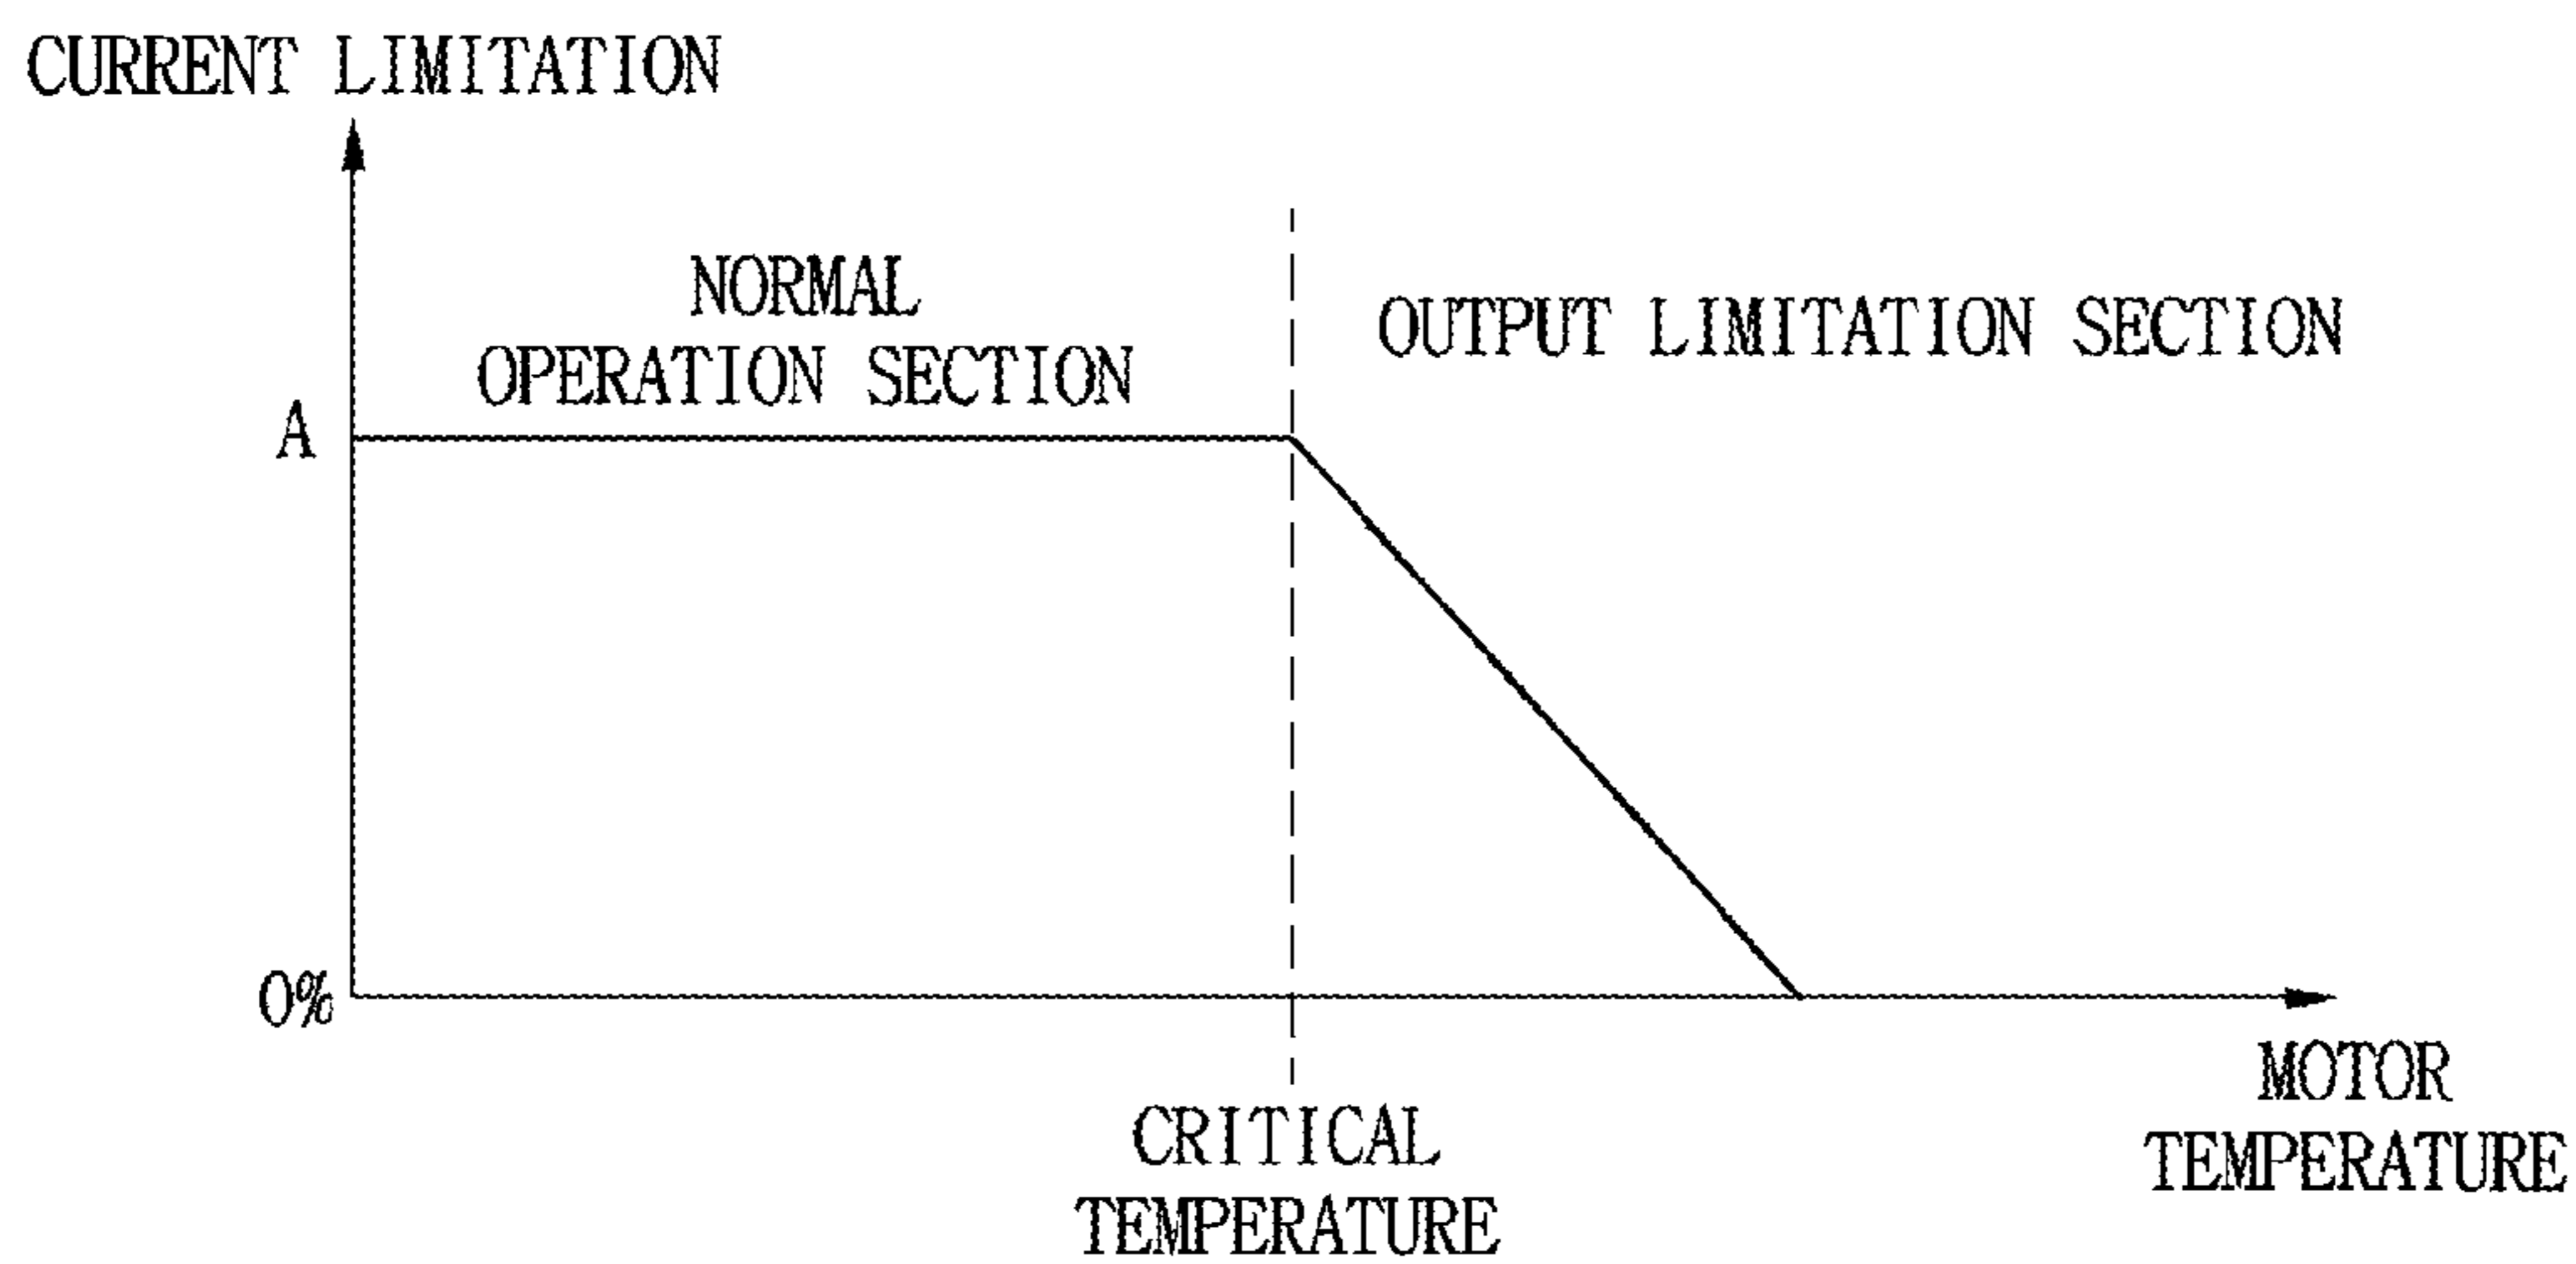 CURRENT LIMITATION
NORMAL
OPERATION SECTION
OUTPUT LIMITATION SECTION
A
0%
MOTOR
TEMPERATURE
CRITICAL
TEMPERATURE